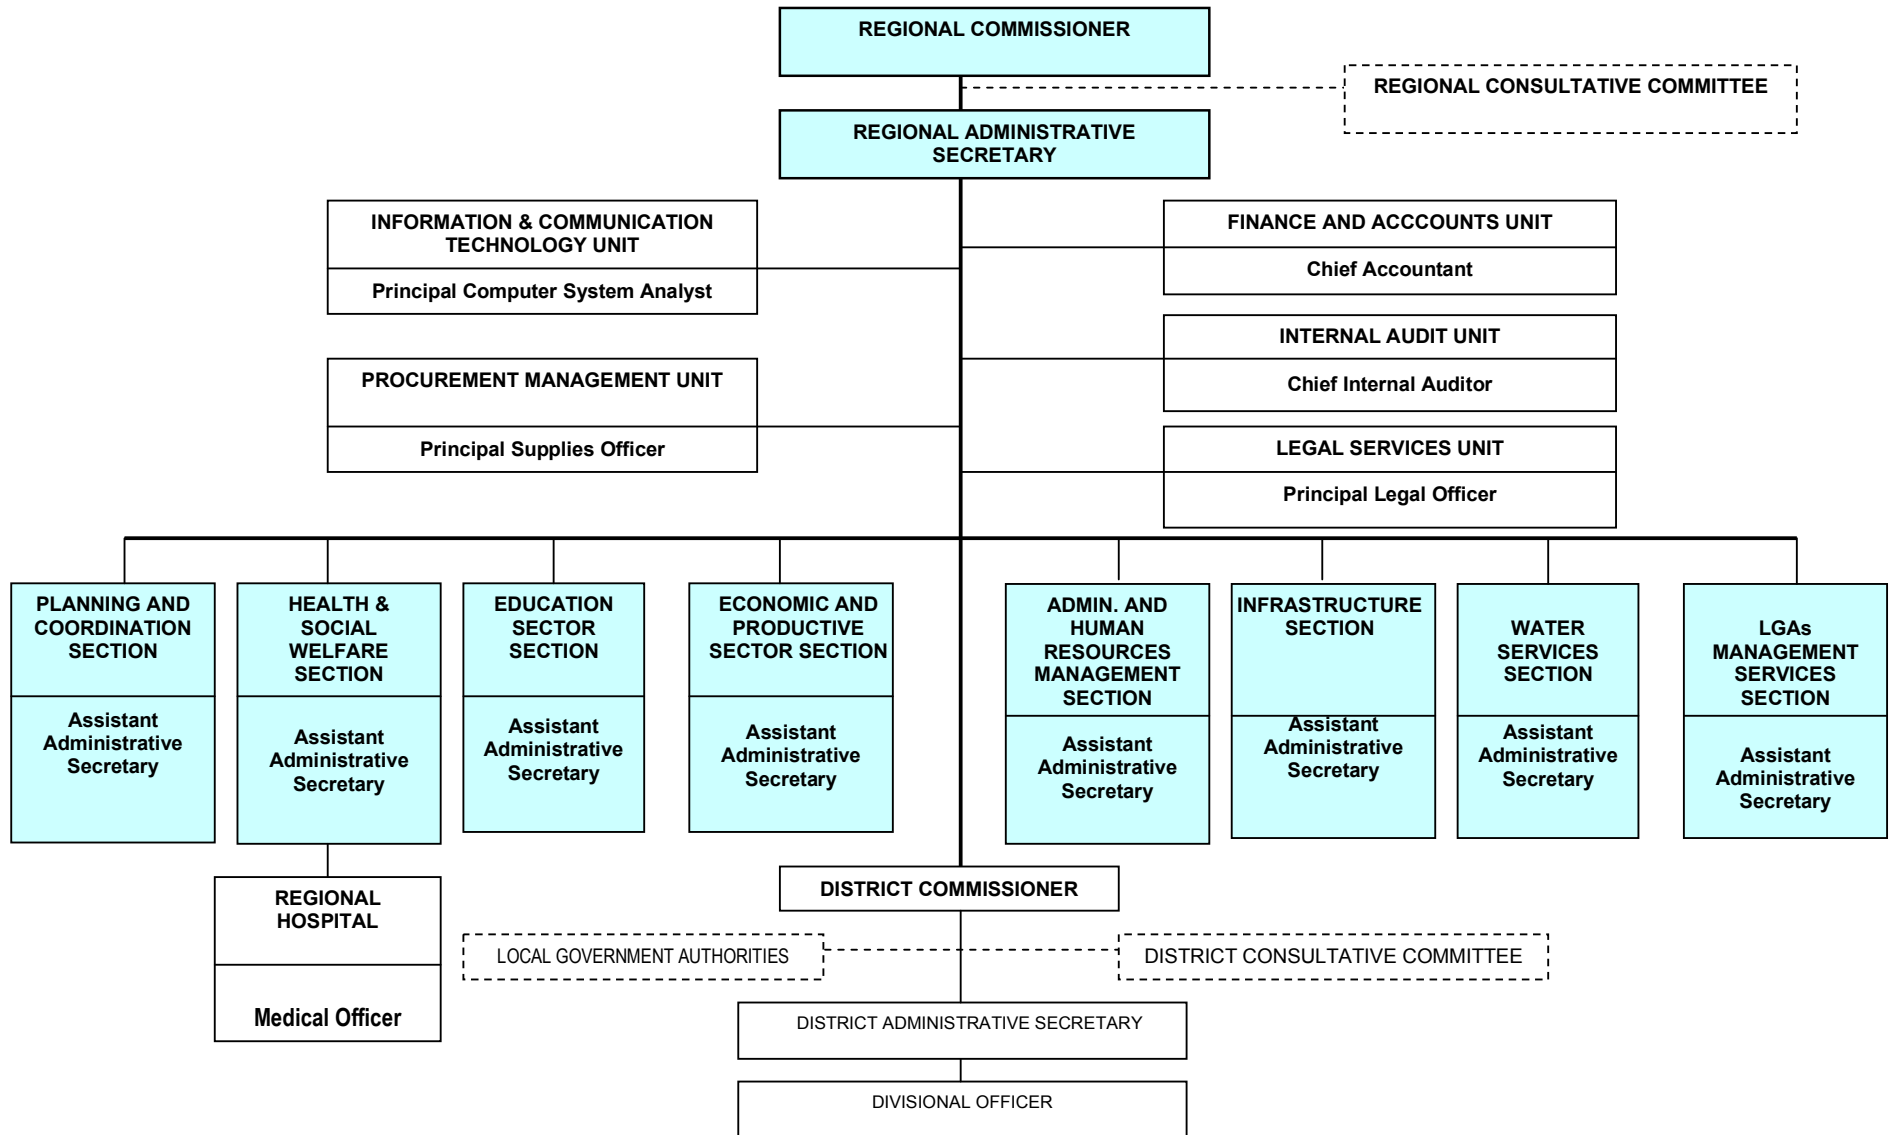 REGIONAL COMMISSIONER
REGIONAL CONSULTATIVE COMMITTEE
REGIONAL ADMINISTRATIVE
SECRETARY
INFORMATION & COMMUNICATION
TECHNOLOGY UNIT
Principal Computer System Analyst
FINANCE AND ACCCOUNTS UNIT
Chief Accountant
PROCUREMENT MANAGEMENT UNIT
Principal Supplies Officer
INTERNAL AUDIT UNIT
Chief Internal Auditor
LEGAL SERVICES UNIT
Principal Legal Officer
PLANNING AND
COORDINATION
SECTION
Assistant
Administrative
Secretary
HEALTH &
SOCIAL
WELFARE
SECTION
Assistant
Administrative
Secretary
EDUCATION
SECTOR
SECTION
Assistant
Administrative
Secretary
ECONOMIC AND
PRODUCTIVE
SECTOR SECTION
Assistant
Administrative
Secretary
ADMIN. AND
HUMAN
RESOURCES
MANAGEMENT
SECTION
Assistant
Administrative
Secretary
INFRASTRUCTURE
SECTION
Assistant
Administrative
Secretary
WATER
SERVICES
SECTION
Assistant
Administrative
Secretary
LGAs
MANAGEMENT
SERVICES
SECTION
Assistant
Administrative
Secretary
REGIONAL
HOSPITAL
Medical Officer
DISTRICT COMMISSIONER
LOCAL GOVERNMENT AUTHORITIES
DISTRICT CONSULTATIVE COMMITTEE
DISTRICT ADMINISTRATIVE SECRETARY
DIVISIONAL OFFICER